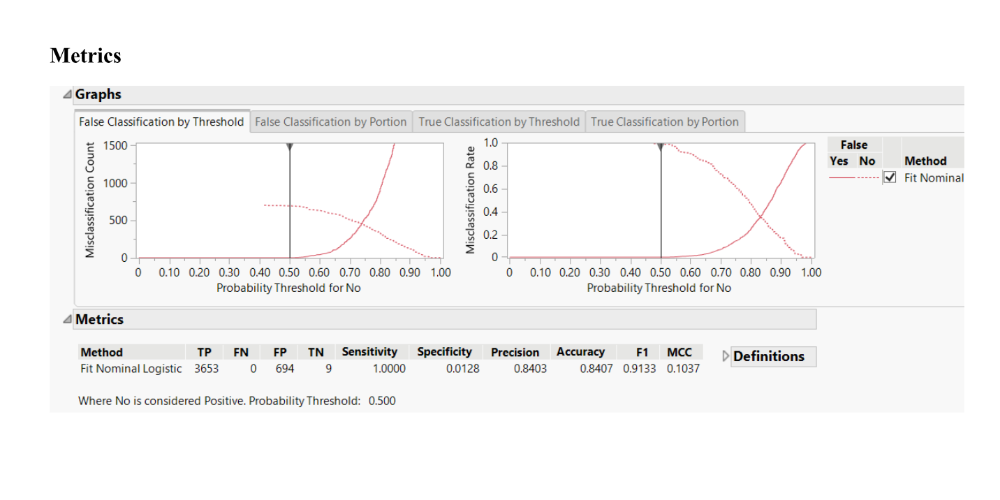 Metrics
Graphs
False Classification by Threshold False Classification by Portion True Classification by Threshold True Classification by Portion
Misclassification Count
1500
1000
500
0
0 0.10 0.20 0.30 0.40 0.50 0.60 0.70 0.80 0.90 1.00
Probability Threshold for No
Misclassification Rate
1.0
0.8
0.6
0.4
0.2
0
0 0.10 0.20 0.30 0.40 0.50 0.60 0.70 0.80 0.90 1.00
Probability Threshold for No
False
Yes No Method
Fit Nominal
Metrics
Method TP FN FP TN Sensitivity Specificity Precision Accuracy F1 MCC
Fit Nominal Logistic 3653 0 694 9 1.0000 0.0128 0.8403 0.8407 0.9133 0.1037
Definitions
Where No is considered Positive. Probability Threshold: 0.500